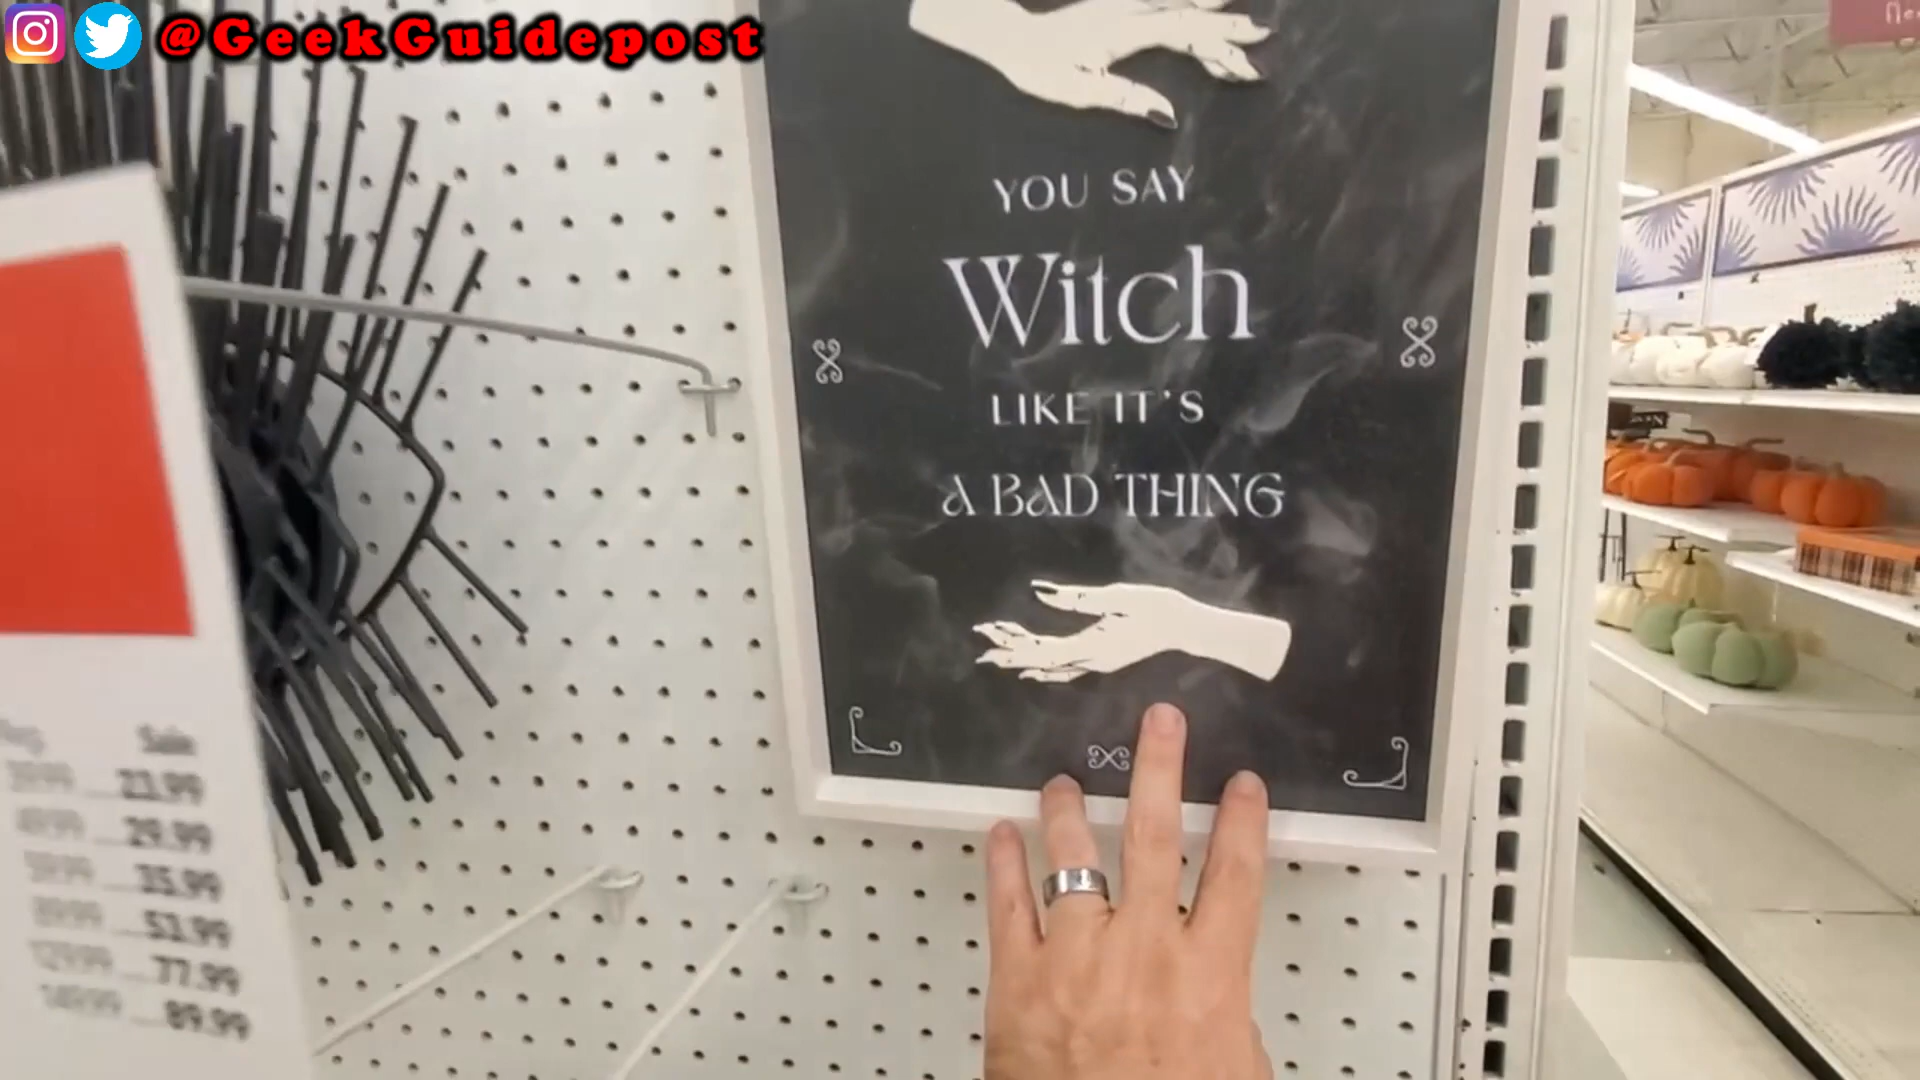 @GeekGuidepost
YOU SAY
Witch
LIKE IT'S
A BAD THING
Sale
23.99
29.99
35.99
53.99
77.99
89.99